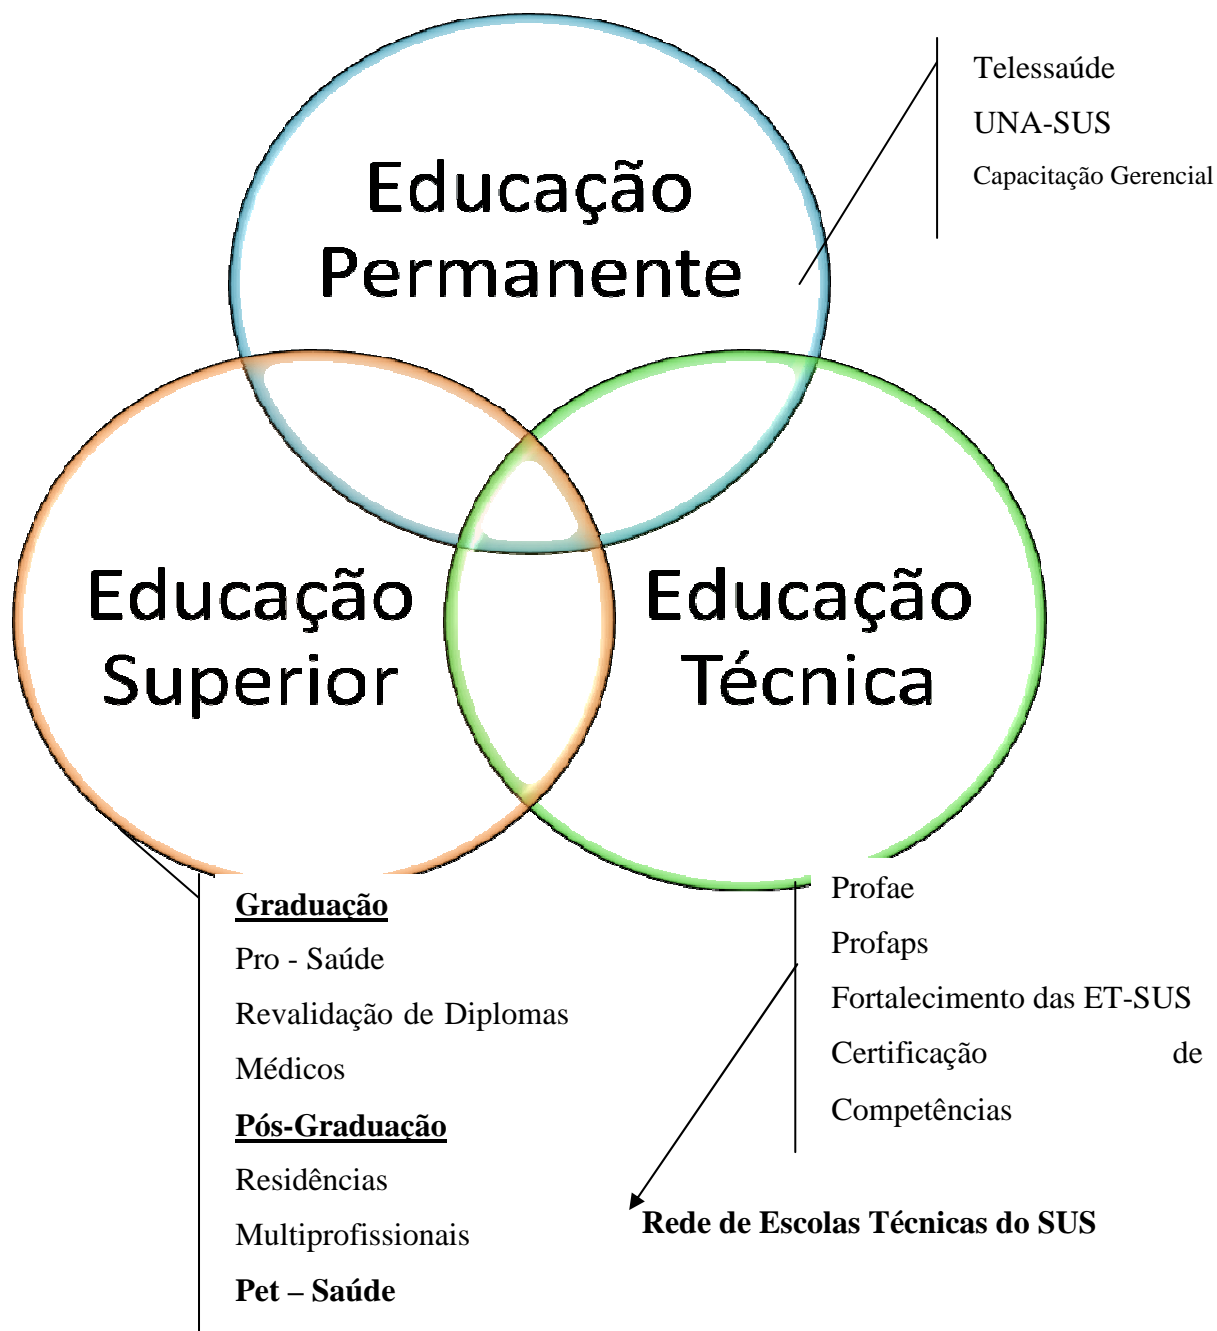 Telessaúde
UNA-SUS
Capacitação Gerencial
Educação
Permanente
Educação
Superior
Educação
Técnica
Graduação
Pro - Saúde
Revalidação de Diplomas
Médicos
Pós-Graduação
Residências
Multiprofissionais
Pet – Saúde
Profae
Profaps
Fortalecimento das ET-SUS
Certificação de
Competências
Rede de Escolas Técnicas do SUS